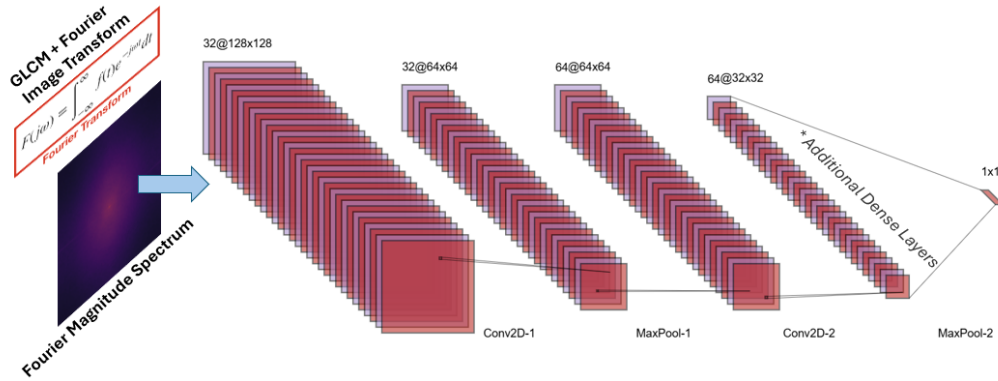 GLCM + Fourier
Image Transform
F(jω) = ∫_{-∞}^{∞} f(t)e^{-jωt}dt
Fourier Transform
Fourier Magnitude Spectrum
32@128x128
32@64x64
64@64x64
64@32x32
* Additional Dense Layers
1x1
Conv2D-1
MaxPool-1
Conv2D-2
MaxPool-2